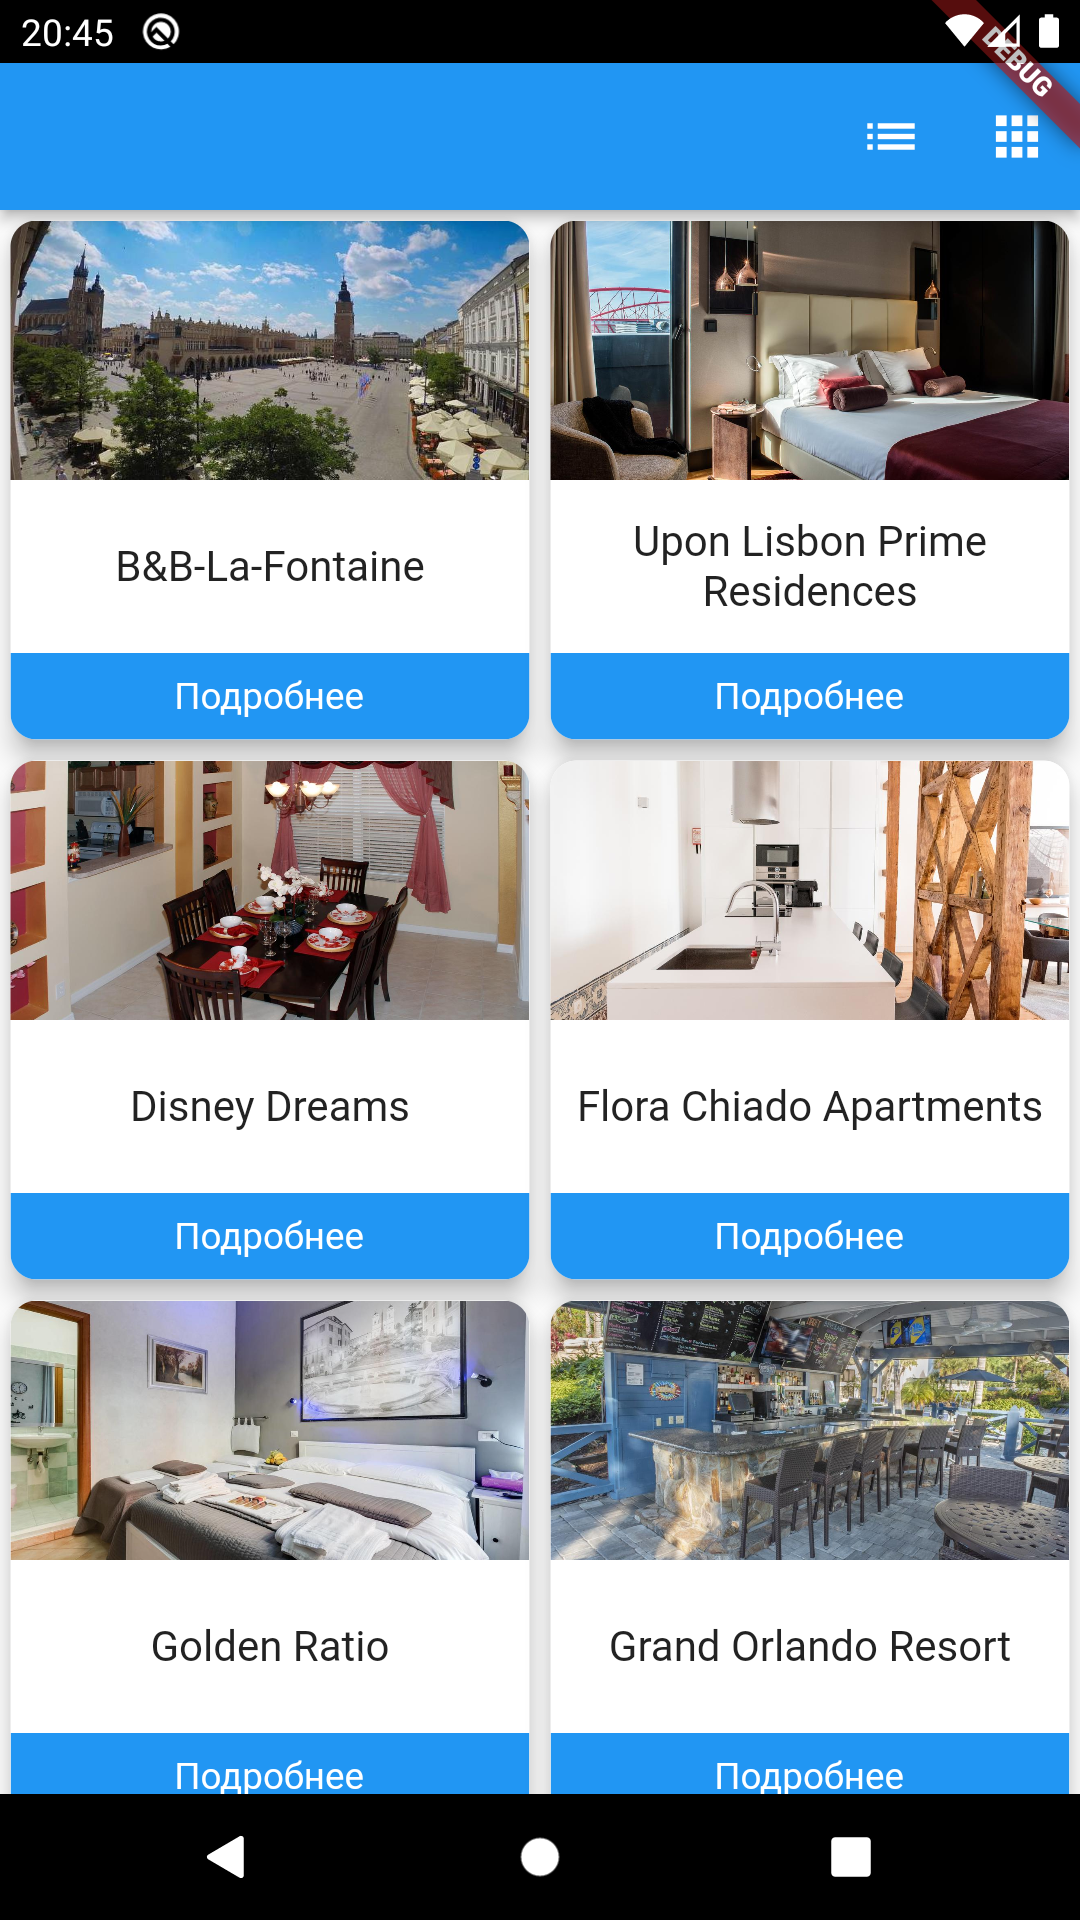 20:45
DEBUG
B&B-La-Fontaine
Upon Lisbon Prime
Residences
Подробнее
Подробнее
Disney Dreams
Flora Chiado Apartments
Подробнее
Подробнее
Golden Ratio
Grand Orlando Resort
Подробнее
Подробнее